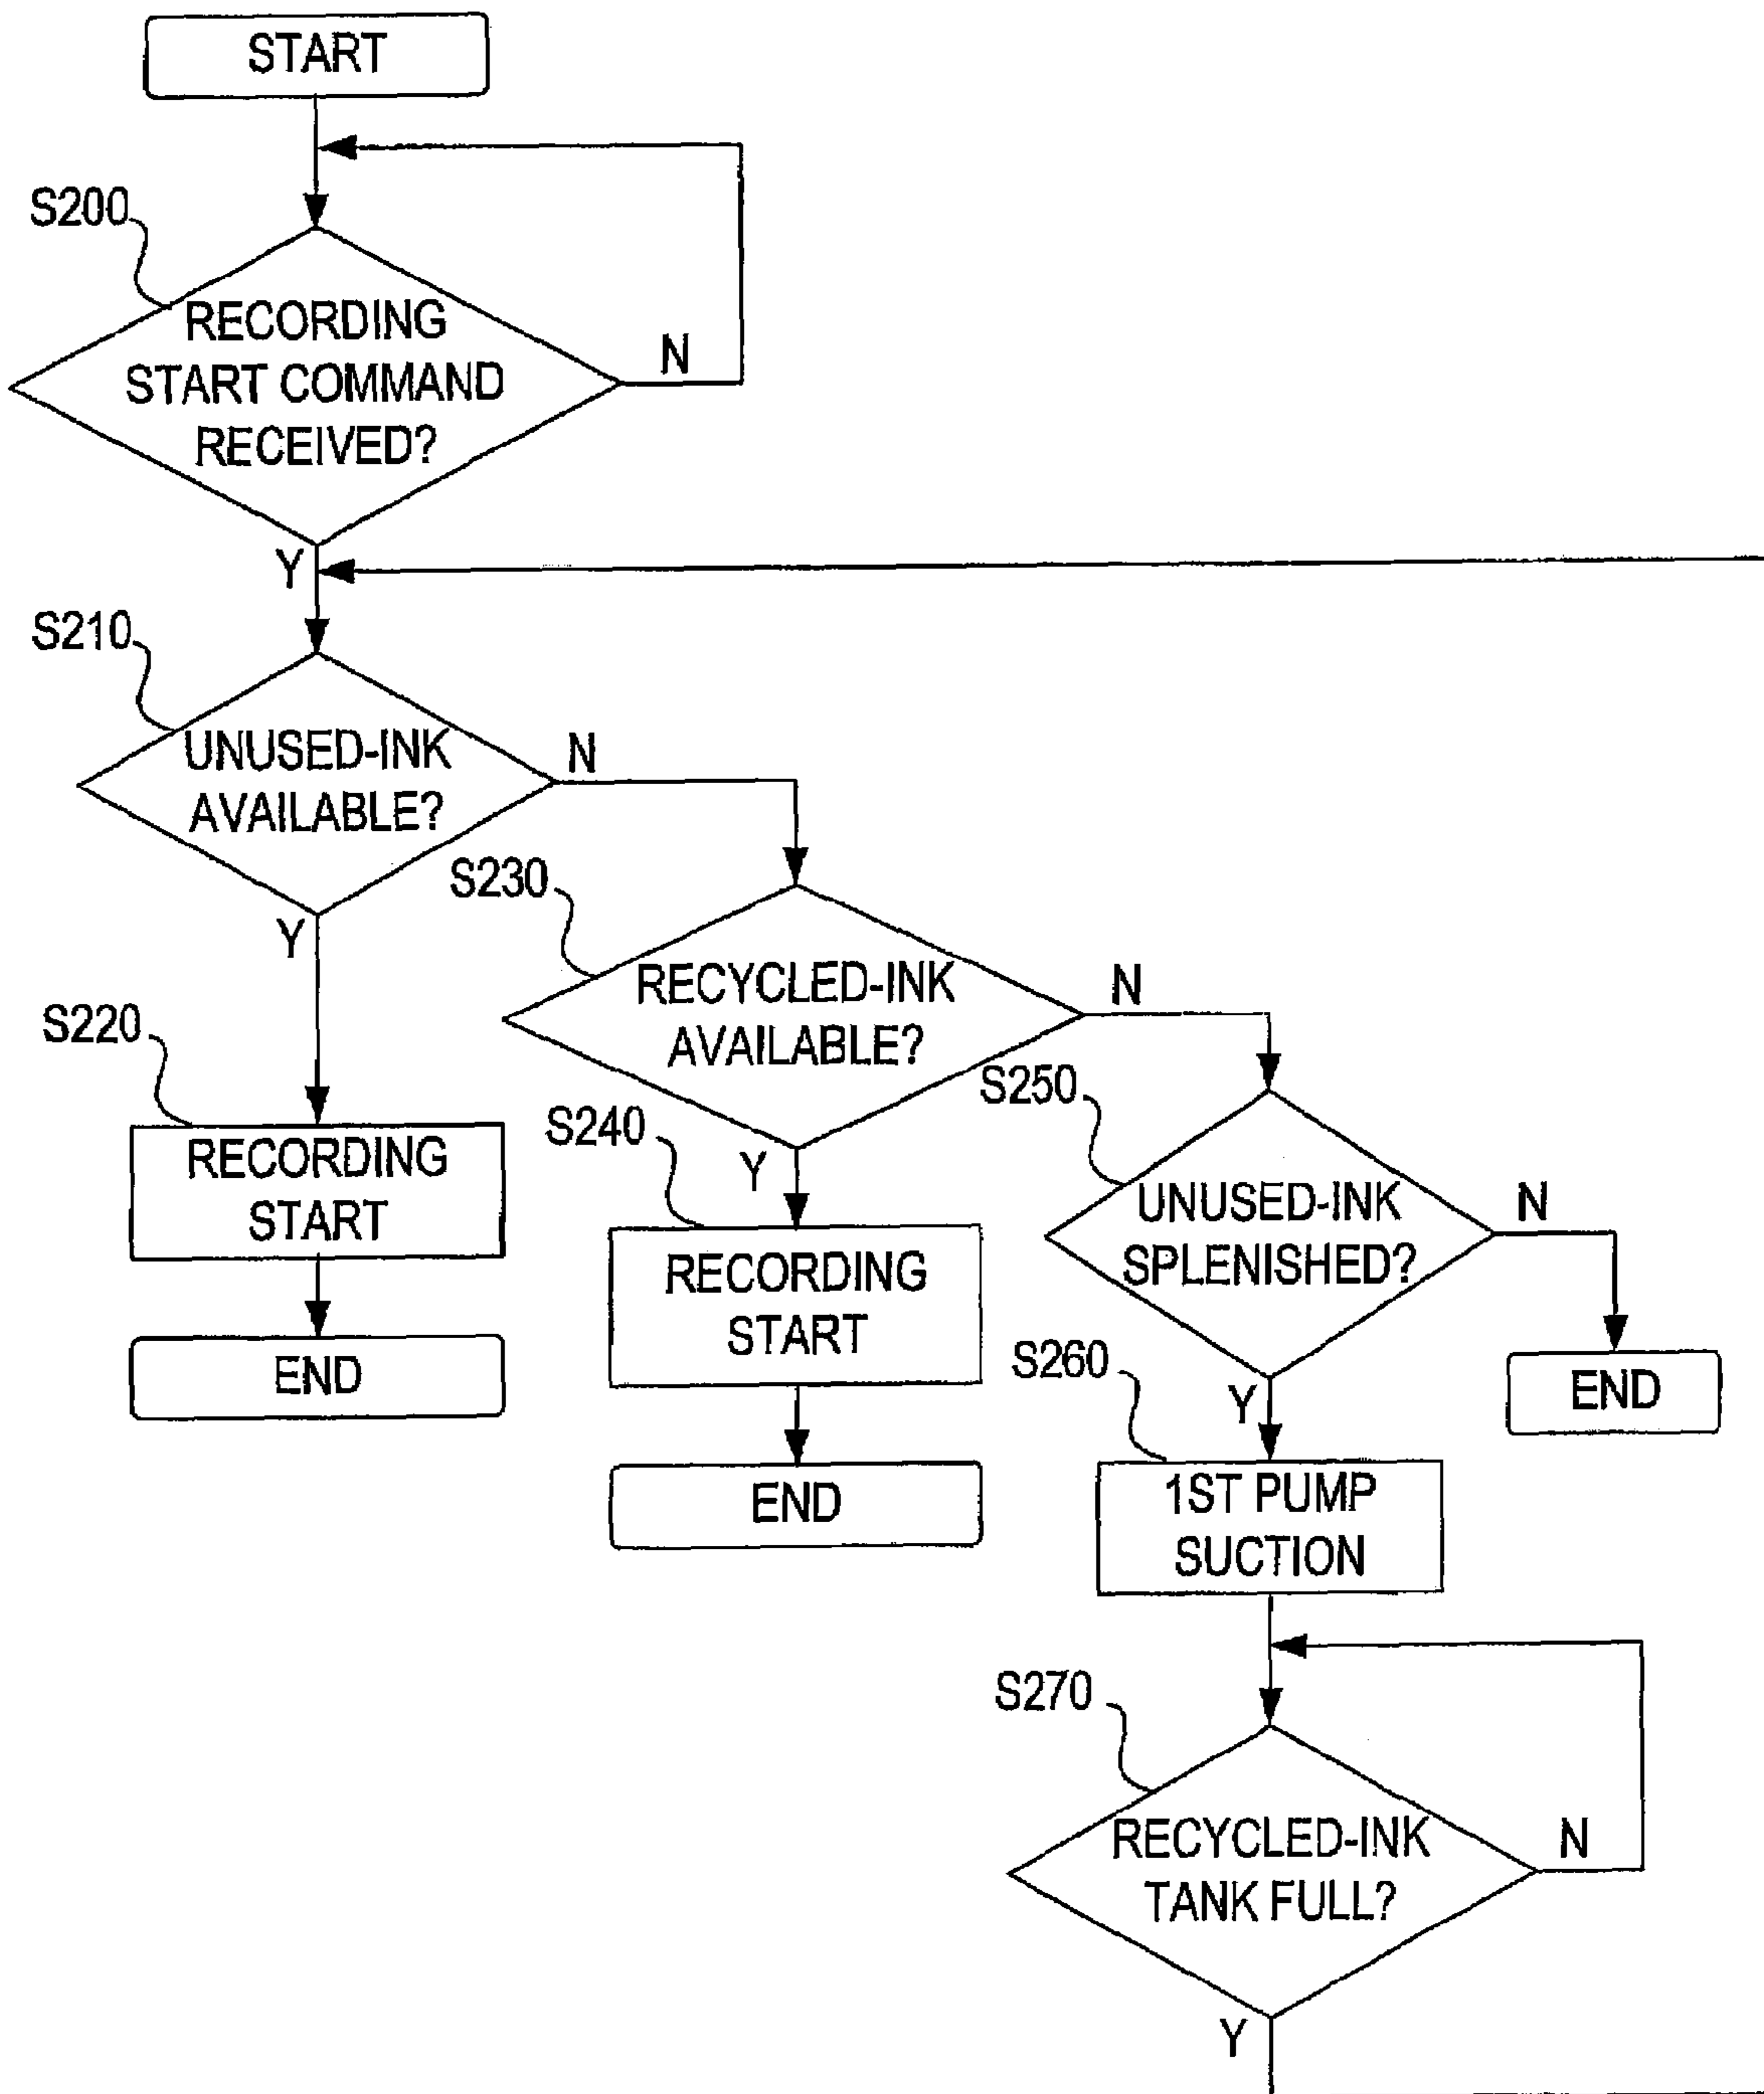 START
S200
RECORDING
START COMMAND
RECEIVED?
N
Y
S210
UNUSED-INK
AVAILABLE?
N
Y
S220
RECORDING
START
END
S230
RECYCLED-INK
AVAILABLE?
N
Y
S240
RECORDING
START
END
S250
UNUSED-INK
SPLENISHED?
N
END
Y
S260
1ST PUMP
SUCTION
S270
RECYCLED-INK
TANK FULL?
N
Y